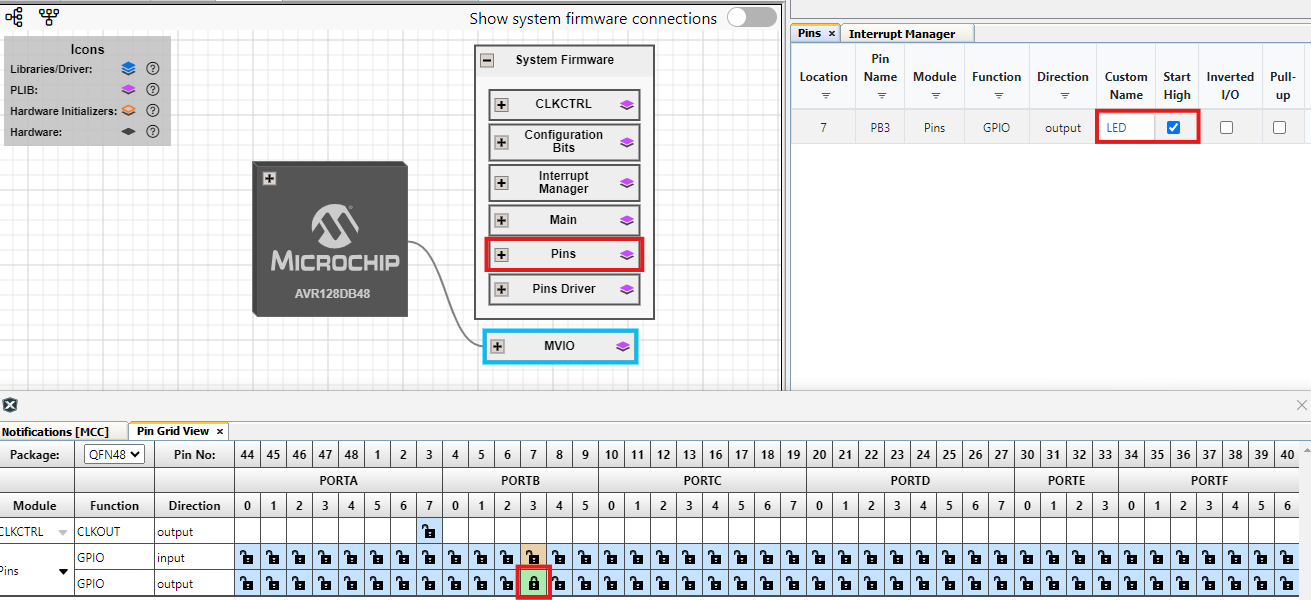 Show system firmware connections
Icons
Libraries/Driver: ?
PLIB: ?
Hardware Initializers: ?
Hardware: ?
System Firmware
CLKCTRL
Configuration
Bits
Interrupt
Manager
Main
Pins
Pins Driver
MVIO
MICROCHIP
AVR128DB48
Pins × Interrupt Manager
Location Pin Name Module Function Direction Custom Name Start High Inverted I/O Pull-up
7 PB3 Pins GPIO output LED
Notifications [MCC] Pin Grid View ×
Package: QFN48 Pin No: 44 45 46 47 48 1 2 3 4 5 6 7 8 9 10 11 12 13 16 17 18 19 20 21 22 23 24 25 26 27 30 31 32 33 34 35 36 37 38 39 40
PORTA PORTB PORTC PORTD PORTE PORTF
Module Function Direction 0 1 2 3 4 5 6 7 0 1 2 3 4 5 0 1 2 3 4 5 6 7 0 1 2 3 4 5 6 7 0 1 2 3 0 1 2 3 4 5 6
CLKCTRL CLKOUT output
Pins GPIO input
GPIO output